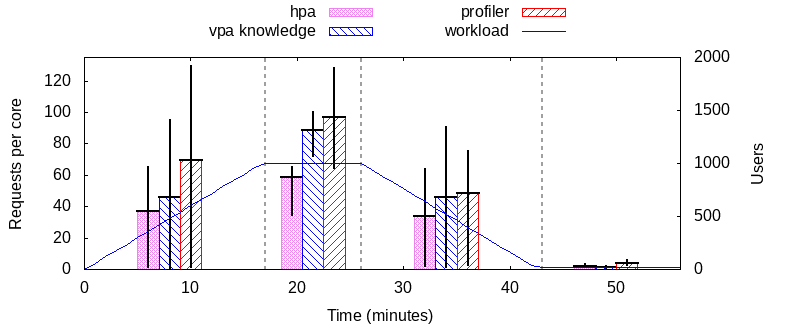 hpa
profiler
vpa knowledge
workload
120
100
80
60
40
20
0
Requests per core
2000
1500
1000
500
0
Users
0 10 20 30 40 50
Time (minutes)